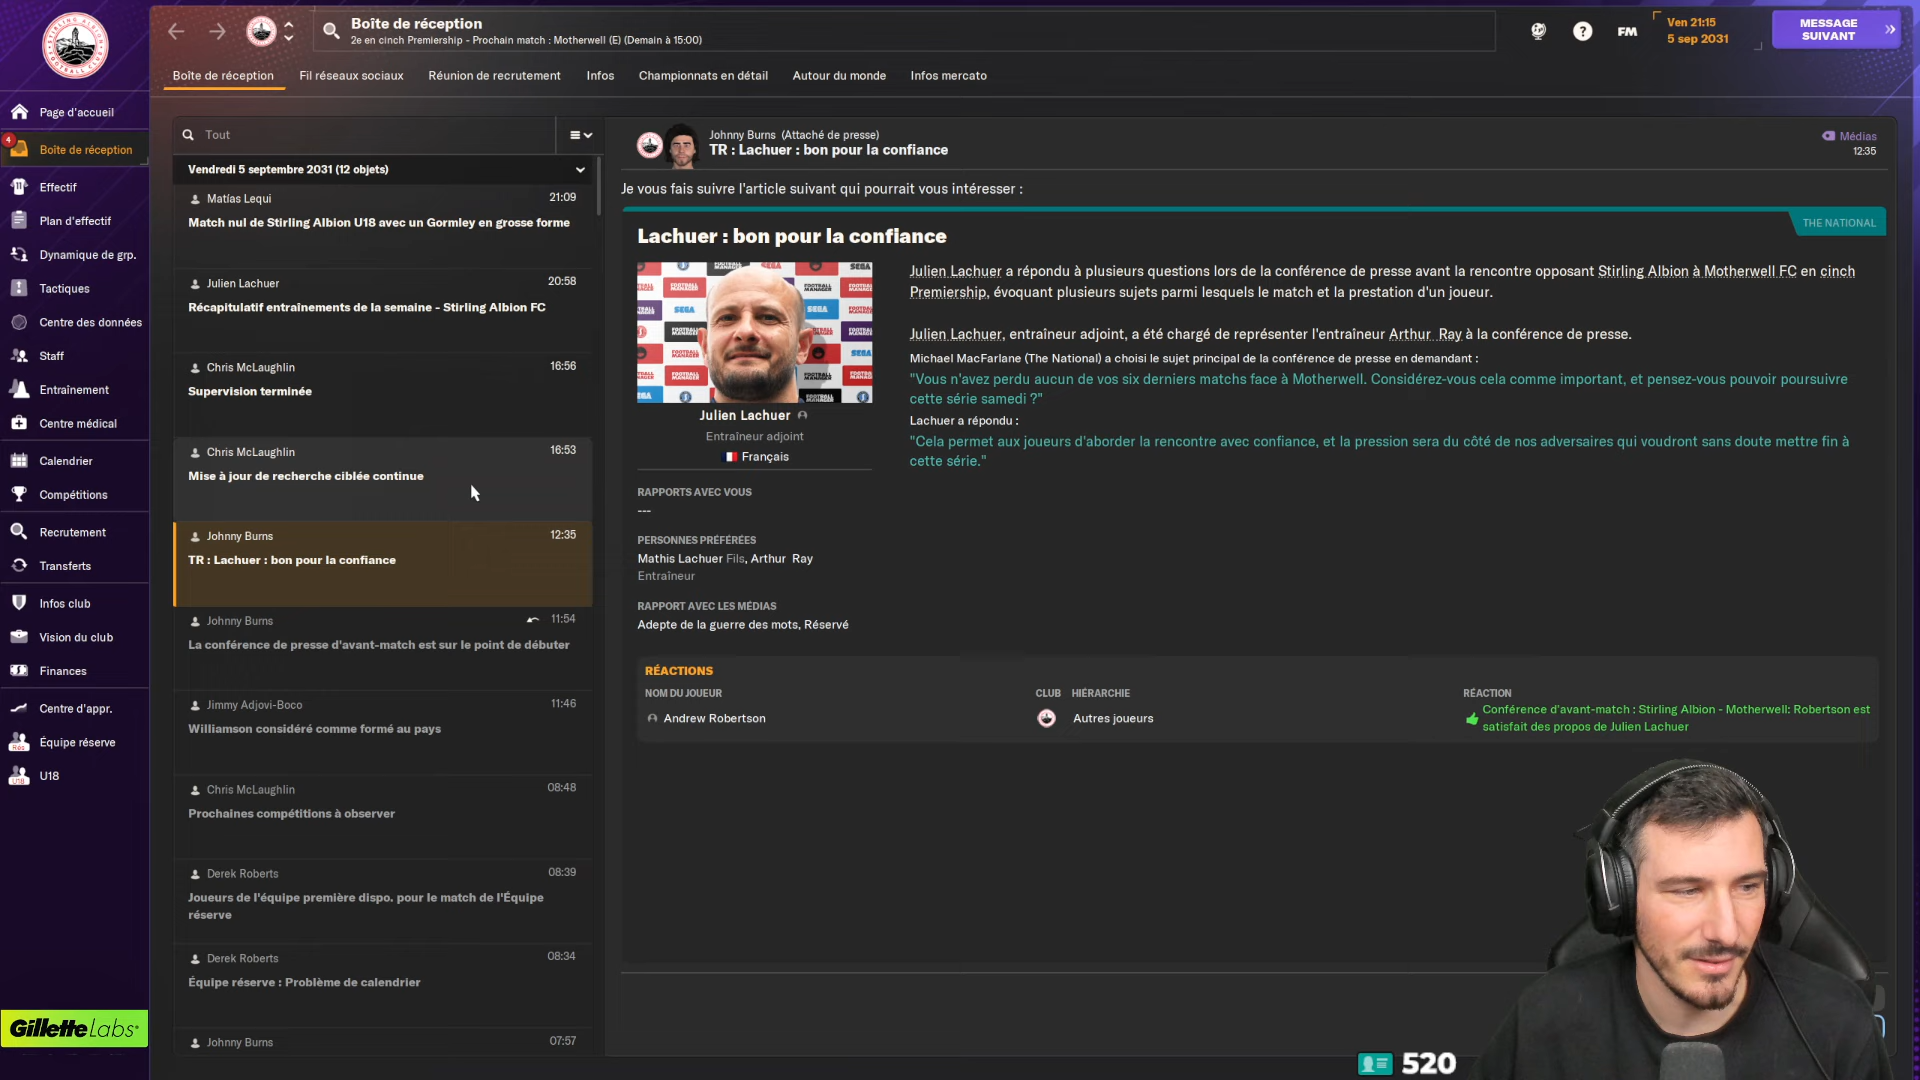 Boîte de réception
2e en cinch Premiership - Prochain match : Motherwell (E) (Demain à 15:00)
FM
Ven 21:15
5 sep 2031
MESSAGE
SUIVANT
Boîte de réception
Fil réseaux sociaux
Réunion de recrutement
Infos
Championnats en détail
Autour du monde
Infos mercato
Page d'accueil
4
Boîte de réception
Effectif
Plan d'effectif
Dynamique de grp.
Tactiques
Centre des données
Staff
Entraînement
Centre médical
Calendrier
Compétitions
Recrutement
Transferts
Infos club
Vision du club
Finances
Centre d'appr.
Équipe réserve
U18
GilletteLabs
Tout
Vendredi 5 septembre 2031 (12 objets)
Matías Lequi
21:09
Match nul de Stirling Albion U18 avec un Gormley en grosse forme
Julien Lachuer
20:58
Récapitulatif entraînements de la semaine - Stirling Albion FC
Chris McLaughlin
16:56
Supervision terminée
Chris McLaughlin
16:53
Mise à jour de recherche ciblée continue
Johnny Burns
12:35
TR : Lachuer : bon pour la confiance
Johnny Burns
11:54
La conférence de presse d'avant-match est sur le point de débuter
Jimmy Adjovi-Boco
11:46
Williamson considéré comme formé au pays
Chris McLaughlin
08:48
Prochaines compétitions à observer
Derek Roberts
08:39
Joueurs de l'équipe première dispo. pour le match de l'Équipe
réserve
Derek Roberts
08:34
Équipe réserve : Problème de calendrier
Johnny Burns
07:57
Johnny Burns (Attaché de presse)
TR : Lachuer : bon pour la confiance
Médias
12:35
Je vous fais suivre l'article suivant qui pourrait vous intéresser :
THE NATIONAL
Lachuer : bon pour la confiance
Julien Lachuer a répondu à plusieurs questions lors de la conférence de presse avant la rencontre opposant Stirling Albion à Motherwell FC en cinch
Premiership, évoquant plusieurs sujets parmi lesquels le match et la prestation d'un joueur.
Julien Lachuer, entraîneur adjoint, a été chargé de représenter l'entraîneur Arthur Ray à la conférence de presse.
Michael MacFarlane (The National) a choisi le sujet principal de la conférence de presse en demandant :
"Vous n'avez perdu aucun de vos six derniers matchs face à Motherwell. Considérez-vous cela comme important, et pensez-vous pouvoir poursuivre
cette série samedi ?"
Lachuer a répondu :
"Cela permet aux joueurs d'aborder la rencontre avec confiance, et la pression sera du côté de nos adversaires qui voudront sans doute mettre fin à
cette série."
Julien Lachuer
Entraîneur adjoint
Français
RAPPORTS AVEC VOUS
---
PERSONNES PRÉFÉRÉES
Mathis Lachuer Fils, Arthur Ray
Entraîneur
RAPPORT AVEC LES MÉDIAS
Adepte de la guerre des mots, Réservé
RÉACTIONS
NOM DU JOUEUR
CLUB
HIÉRARCHIE
RÉACTION
Andrew Robertson
Autres joueurs
Conférence d'avant-match : Stirling Albion - Motherwell: Robertson est
satisfait des propos de Julien Lachuer
520